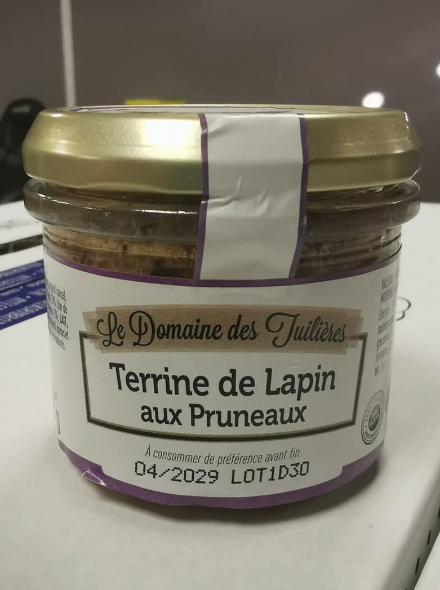 Le Domaine des Tuilières
Terrine de Lapin
aux Pruneaux
À consommer de préférence avant fin
04/2029 LOT1D30